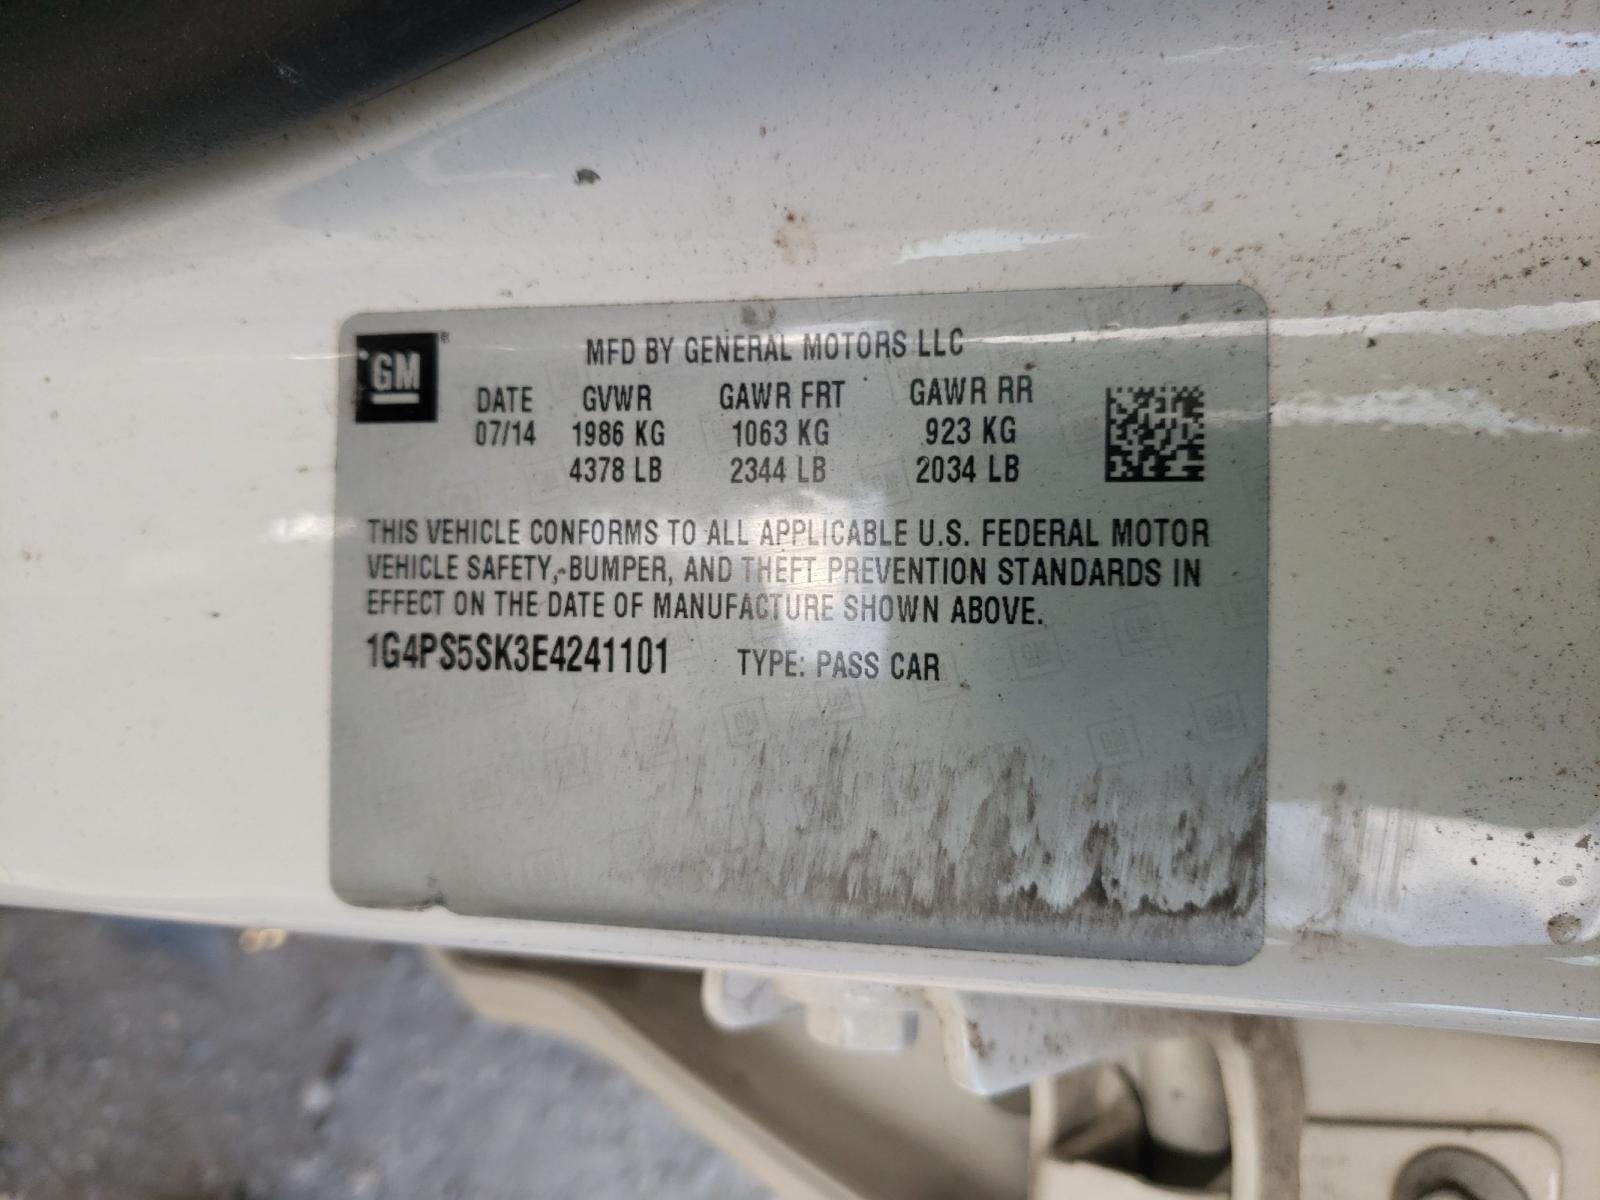 GM
MFD BY GENERAL MOTORS LLC
DATE GVWR GAWR FRT GAWR RR
07/14 1986 KG 1063 KG 923 KG
4378 LB 2344 LB 2034 LB
THIS VEHICLE CONFORMS TO ALL APPLICABLE U.S. FEDERAL MOTOR
VEHICLE SAFETY, BUMPER, AND THEFT PREVENTION STANDARDS IN
EFFECT ON THE DATE OF MANUFACTURE SHOWN ABOVE.
1G4PS5SK3E4241101 TYPE: PASS CAR